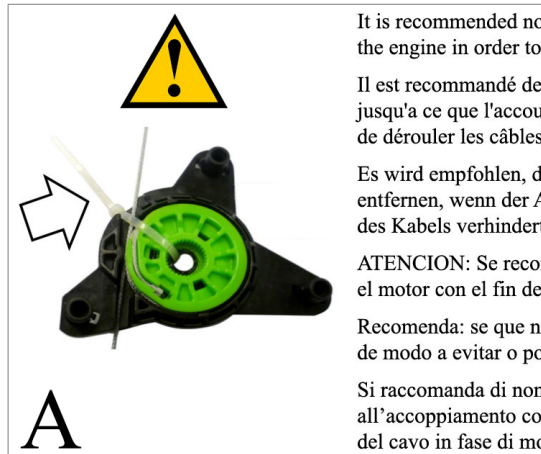 It is recommended no
the engine in order to
Il est recommandé de
jusqu'a ce que l'accou
de dérouler les câbles
Es wird empfohlen, d
entfernen, wenn der A
des Kabels verhindert
ATENCION: Se reco
el motor con el fin de
Recomenda: se que n
de modo a evitar o po
Si raccomanda di non
all’accoppiamento co
del cavo in fase di mo
A